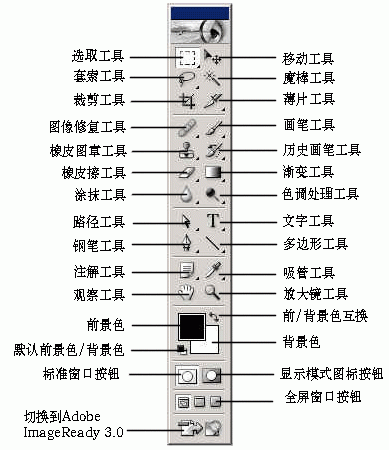 选取工具 移动工具
套索工具 魔棒工具
裁剪工具 薄片工具
图像修复工具 画笔工具
橡皮图章工具 历史画笔工具
橡皮擦工具 渐变工具
涂抹工具 色调处理工具
路径工具 文字工具
钢笔工具 多边形工具
注解工具 吸管工具
观察工具 放大镜工具
前景色 前/背景色互换
默认前景色/背景色 背景色
标准窗口按钮 显示模式图标按钮
全屏窗口按钮
切换到Adobe
ImageReady 3.0